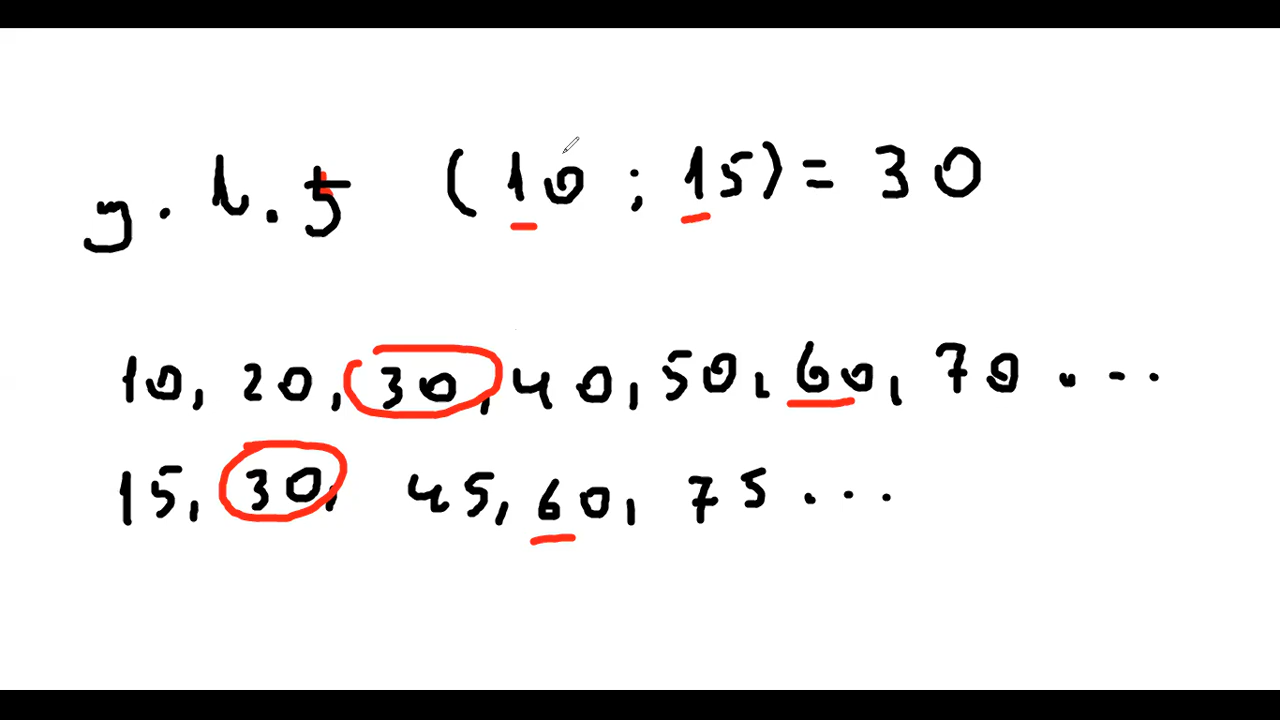 უ. ს. ჯ (10 ; 15) = 30
10, 20, 30, 40, 50, 60, 70 ...
15, 30, 45, 60, 75 ...